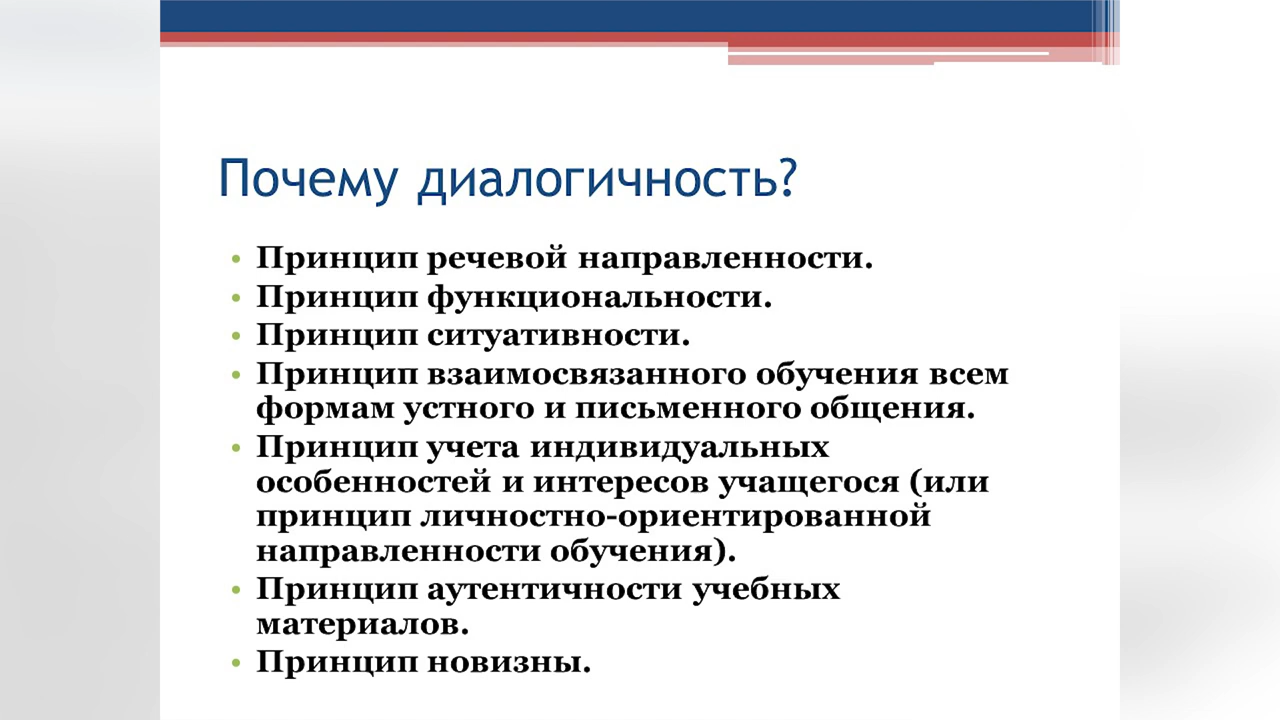 Почему диалогичность?
• Принцип речевой направленности.
• Принцип функциональности.
• Принцип ситуативности.
• Принцип взаимосвязанного обучения всем
формам устного и письменного общения.
• Принцип учета индивидуальных
особенностей и интересов учащегося (или
принцип личностно-ориентированной
направленности обучения).
• Принцип аутентичности учебных
материалов.
• Принцип новизны.